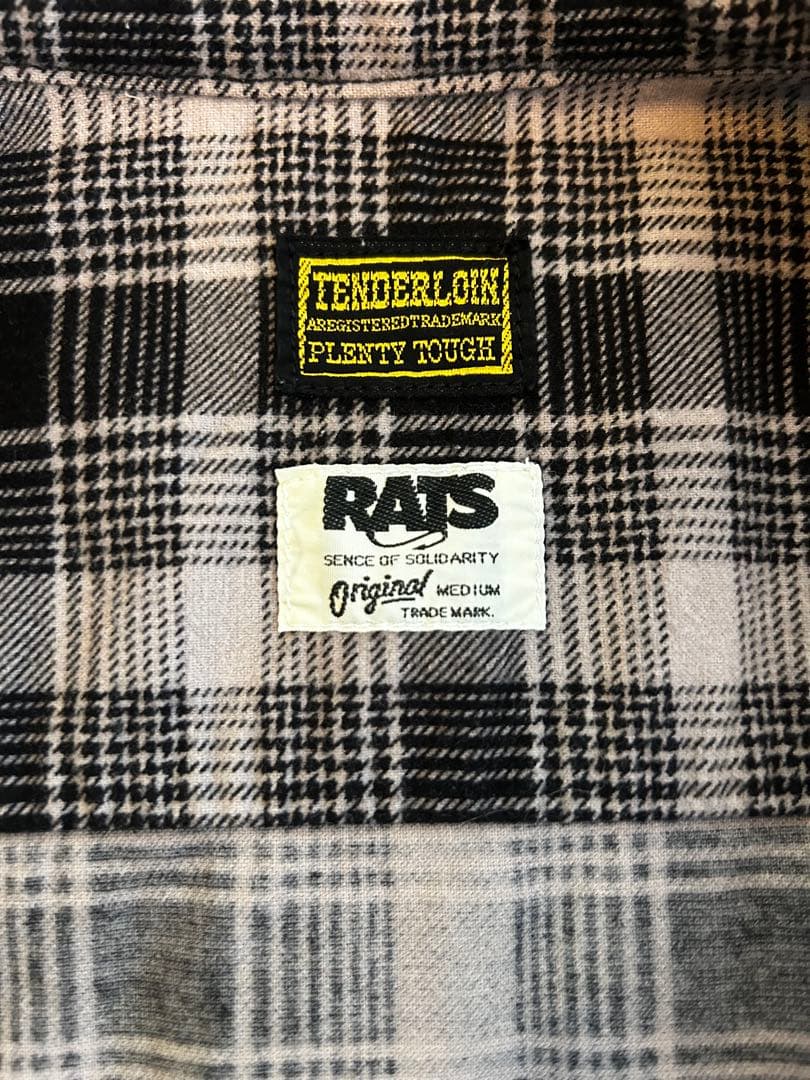 TENDERLOIN
AREGISTEREDTRADEMARK
PLENTY TOUGH
RATS
SENCE OF SOLIDARITY
Original MEDIUM
TRADE MARK.